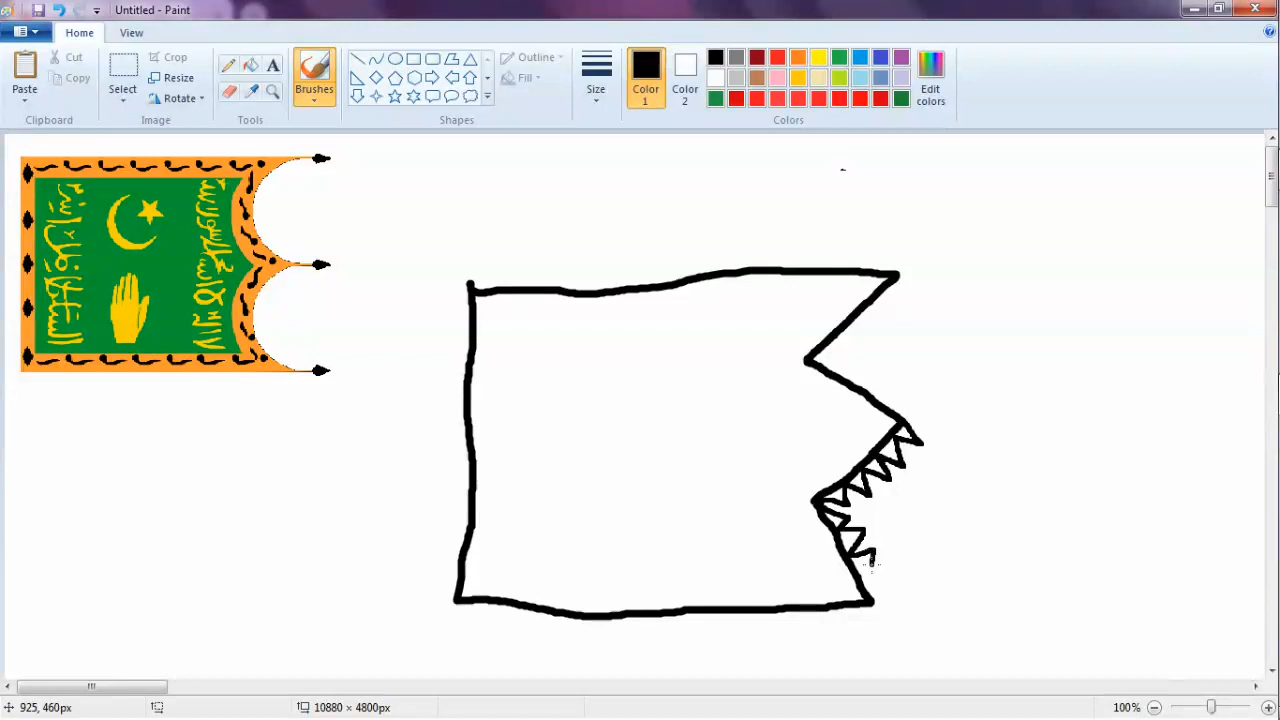 Untitled - Paint
Home
View
Paste
Cut
Copy
Clipboard
Select
Crop
Resize
Rotate
Image
A
Tools
Brushes
Shapes
Outline
Fill
Size
Color 1
Color 2
Edit colors
Colors
925, 460px
10880 × 4800px
100%